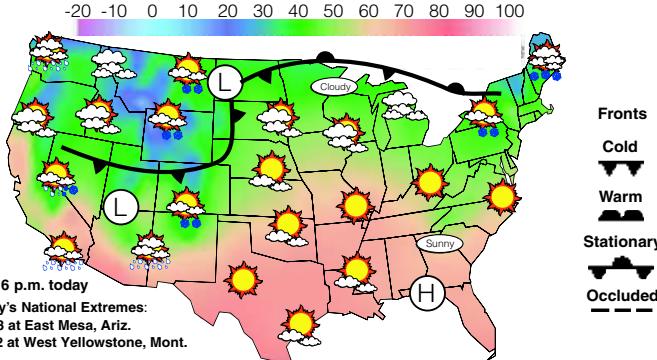 -20 -10 0 10 20 30 40 50 60 70 80 90 100
L
Cloudy
Fronts
Cold
Warm
L
Sunny
Stationary
6 p.m. today
H
Occluded
y's National Extremes:
at East Mesa, Ariz.
2 at West Yellowstone, Mont.